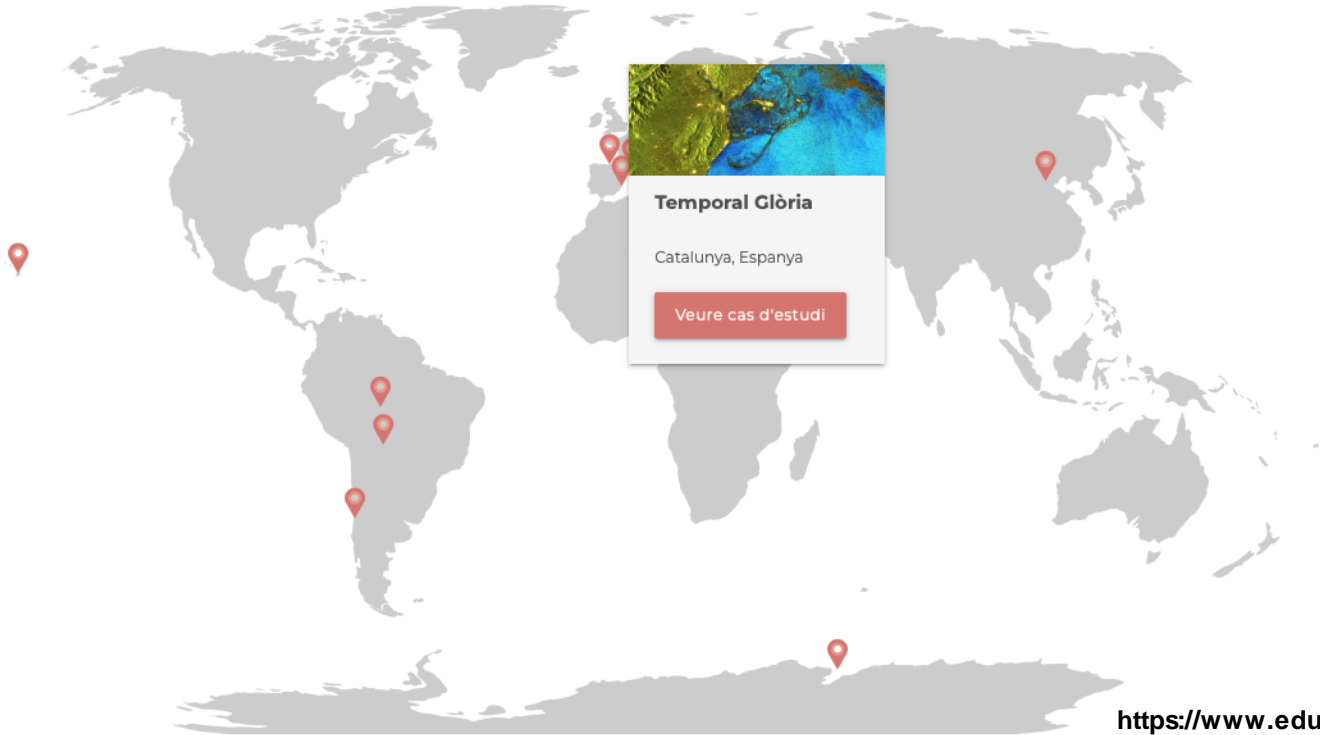 Temporal Glòria
Catalunya, Espanya
Veure cas d'estudi
https://www.edu